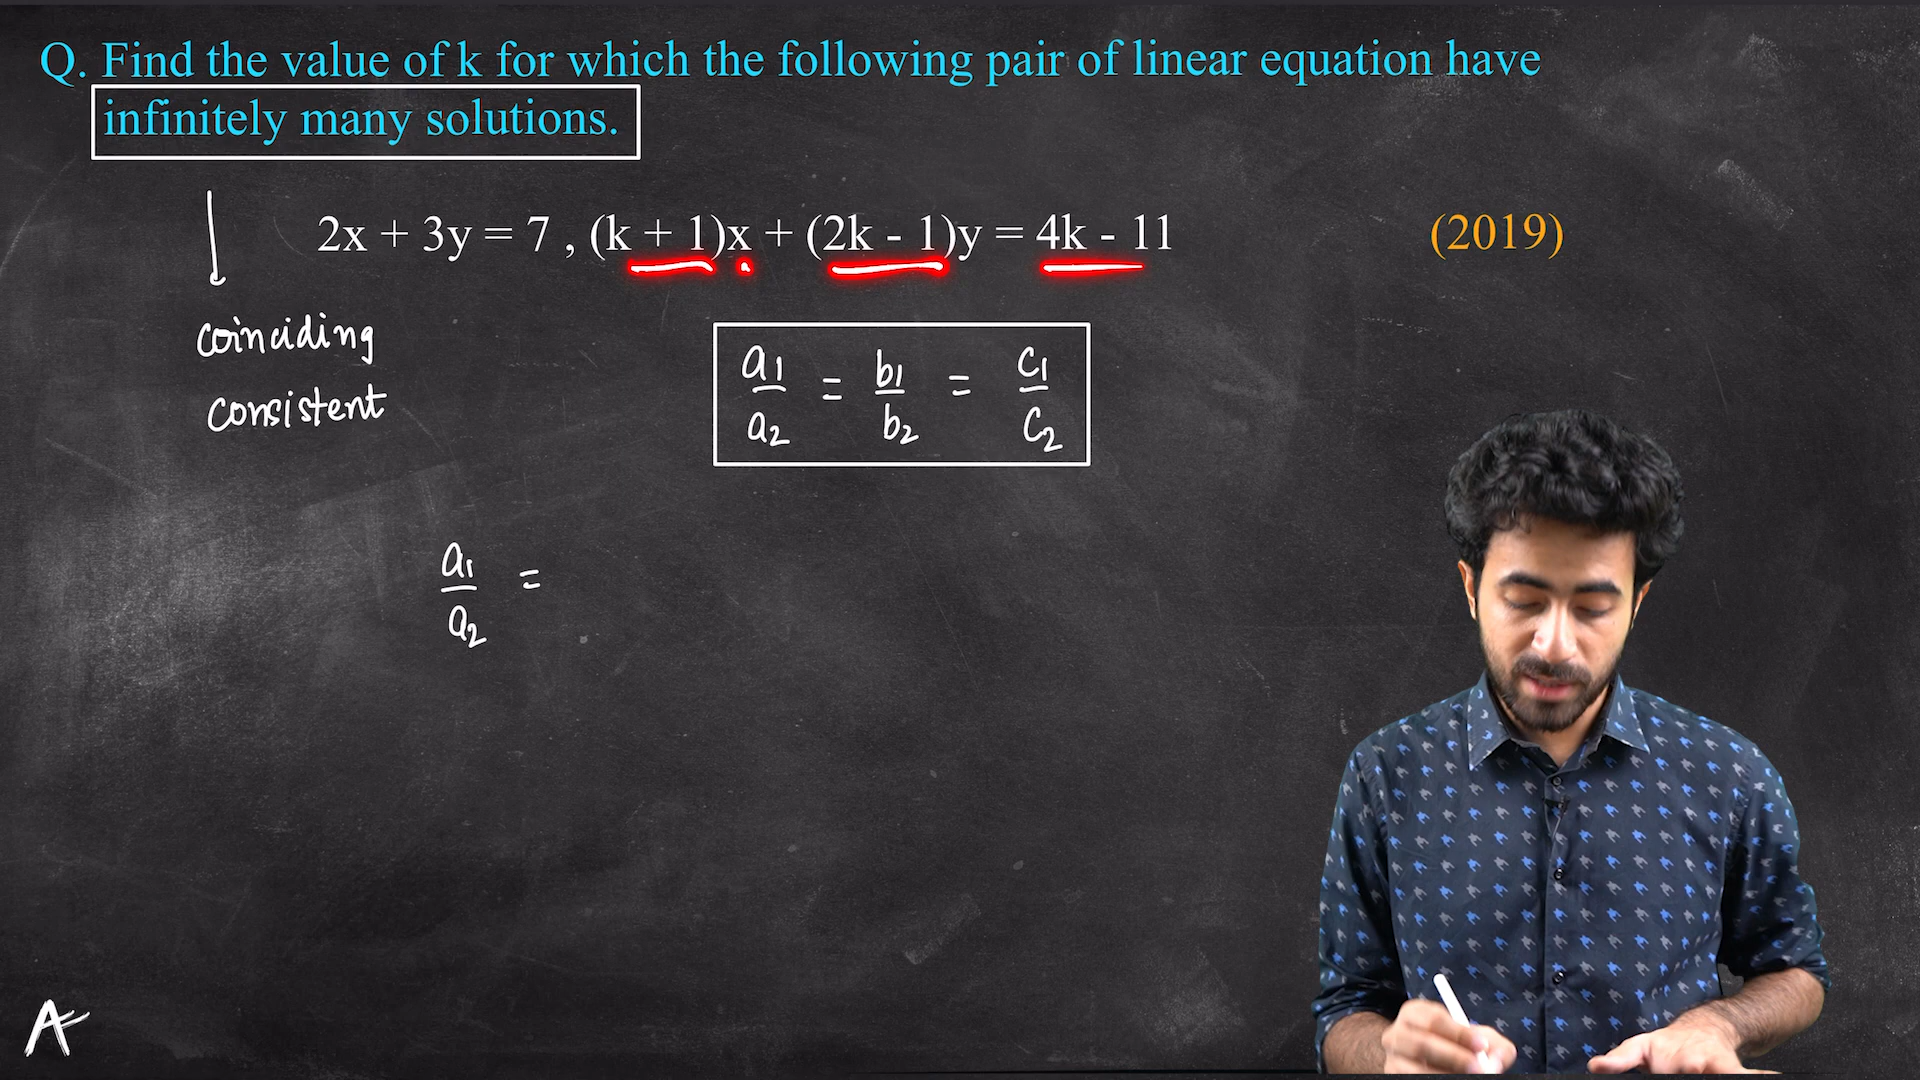 Q. Find the value of k for which the following pair of linear equation have
infinitely many solutions.
2x + 3y = 7 , (k + 1)x + (2k - 1)y = 4k - 11 (2019)
coinciding
consistent
a1/a2 = b1/b2 = c1/c2
a1/a2 =
A